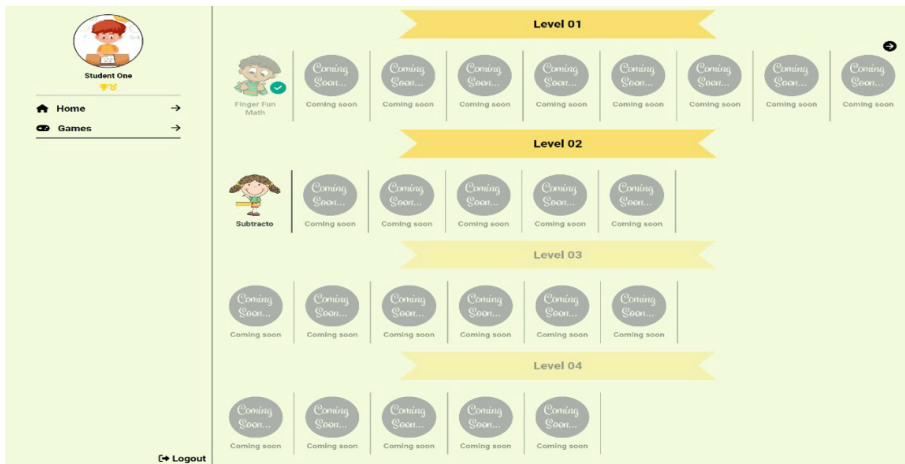 Student One
Home
Games
Logout
Level 01
Coming Soon...
Coming Soon...
Coming Soon...
Coming Soon...
Coming Soon...
Coming Soon...
Coming Soon...
Coming Soon...
Finger Fun Math
Coming soon
Coming soon
Coming soon
Coming soon
Coming soon
Coming soon
Coming soon
Coming soon
Level 02
Coming Soon...
Coming Soon...
Coming Soon...
Coming Soon...
Coming Soon...
Subtracto
Coming soon
Coming soon
Coming soon
Coming soon
Coming soon
Level 03
Coming Soon...
Coming Soon...
Coming Soon...
Coming Soon...
Coming Soon...
Coming Soon...
Coming soon
Coming soon
Coming soon
Coming soon
Coming soon
Coming soon
Level 04
Coming Soon...
Coming Soon...
Coming Soon...
Coming Soon...
Coming Soon...
Coming soon
Coming soon
Coming soon
Coming soon
Coming soon